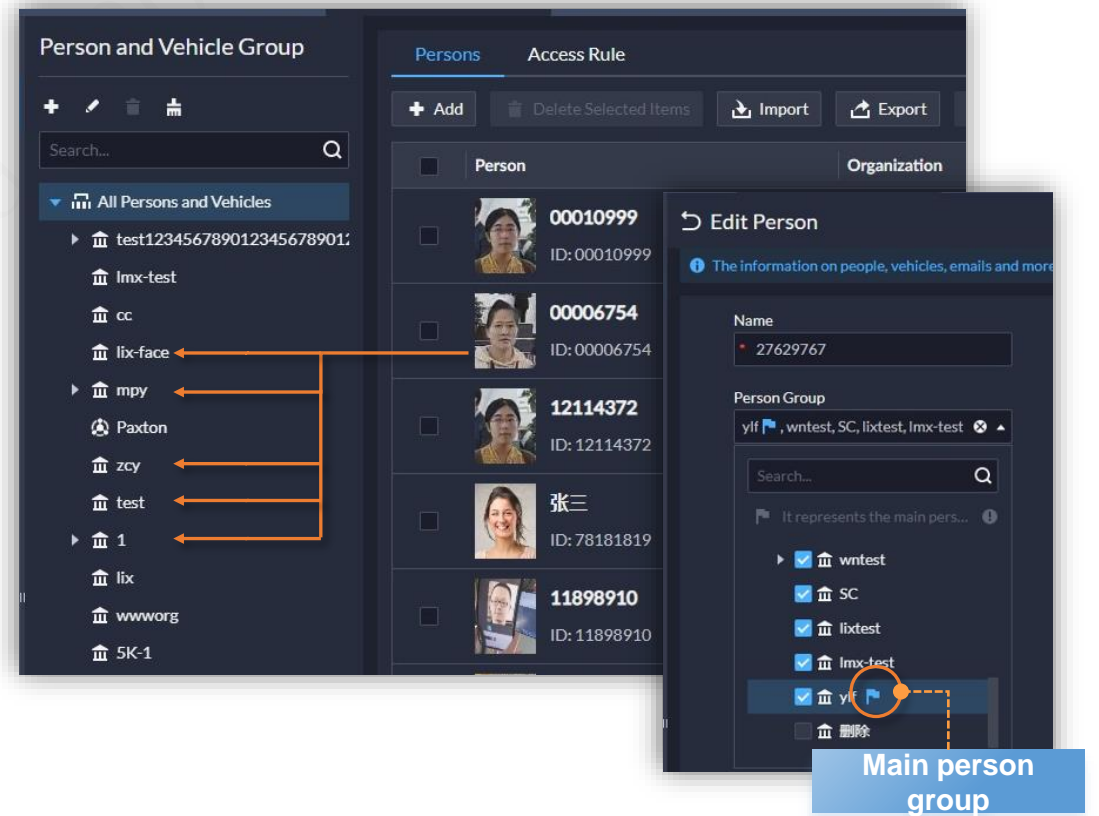 Person and Vehicle Group
Search...
All Persons and Vehicles
test1234567890123456789012
lmx-test
cc
lix-face
mpy
Paxton
zcy
test
1
lix
wwworg
5K-1
Persons Access Rule
Add Delete Selected Items Import Export
Person Organization
00010999
ID: 00010999
00006754
ID: 00006754
12114372
ID: 12114372
张三
ID: 78181819
11898910
ID: 11898910
Edit Person
The information on people, vehicles, emails and more
Name
* 27629767
Person Group
ylf , wntest, SC, lixtest, lmx-test
Search...
It represents the main pers...
wntest
SC
lixtest
lmx-test
ylf
删除
Main person
group